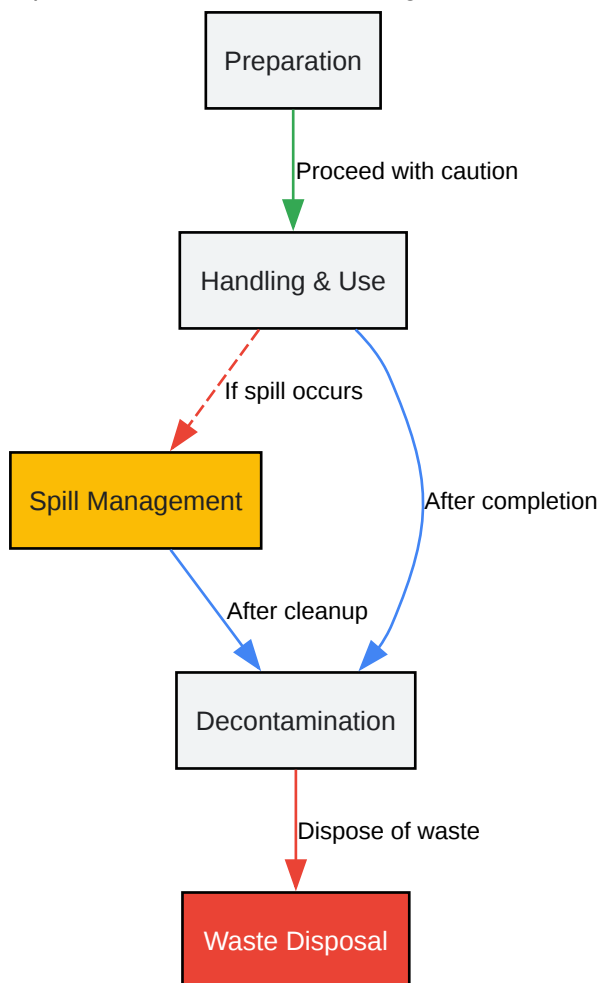 Preparation
Proceed with caution
Handling & Use
If spill occurs
Spill Management
After completion
After cleanup
Decontamination
Dispose of waste
Waste Disposal